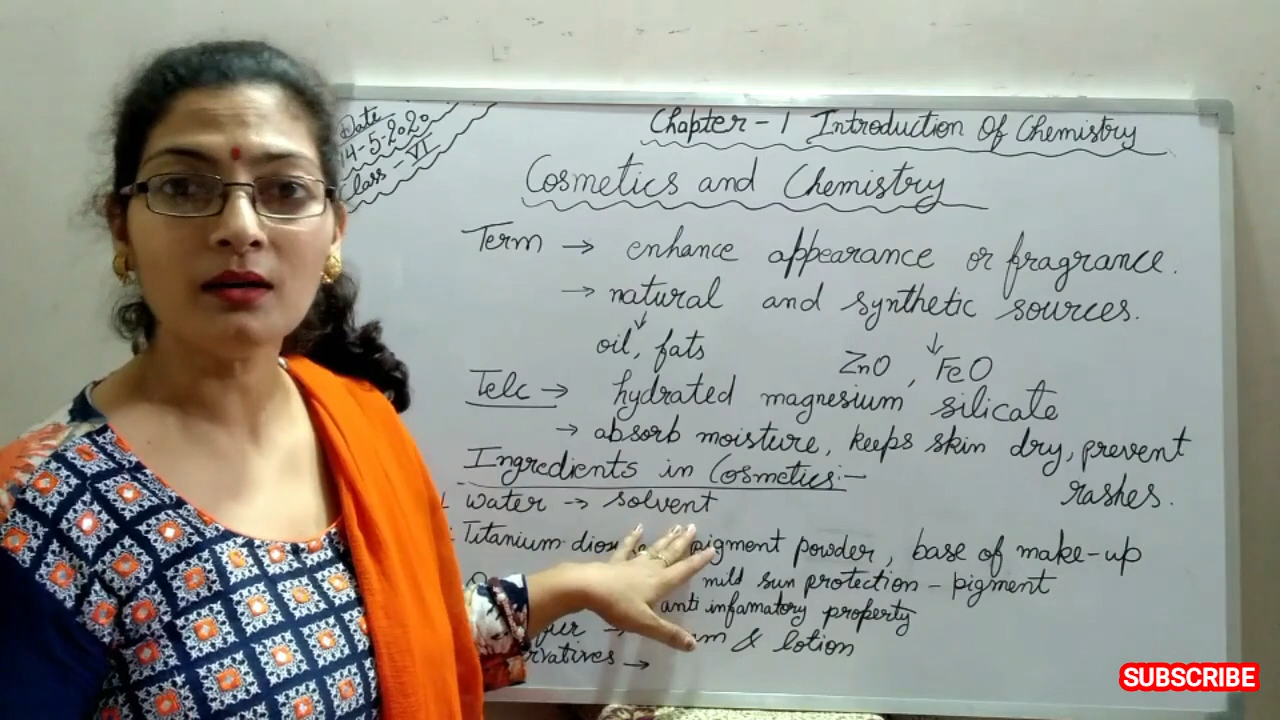 Date
14-5-2020
Class - VI
Chapter - 1 Introduction Of Chemistry
Cosmetics and Chemistry
Term → enhance appearance or fragrance.
→ natural and synthetic sources.
oil, fats ZnO, FeO
Telc → hydrated magnesium silicate
→ absorb moisture, keeps skin dry, prevent
rashes.
Ingredients in Cosmetics:-
water → solvent
Titanium pigment powder, base of make-up
mild sun protection - pigment
anti infamatory property
& lotion
→
SUBSCRIBE